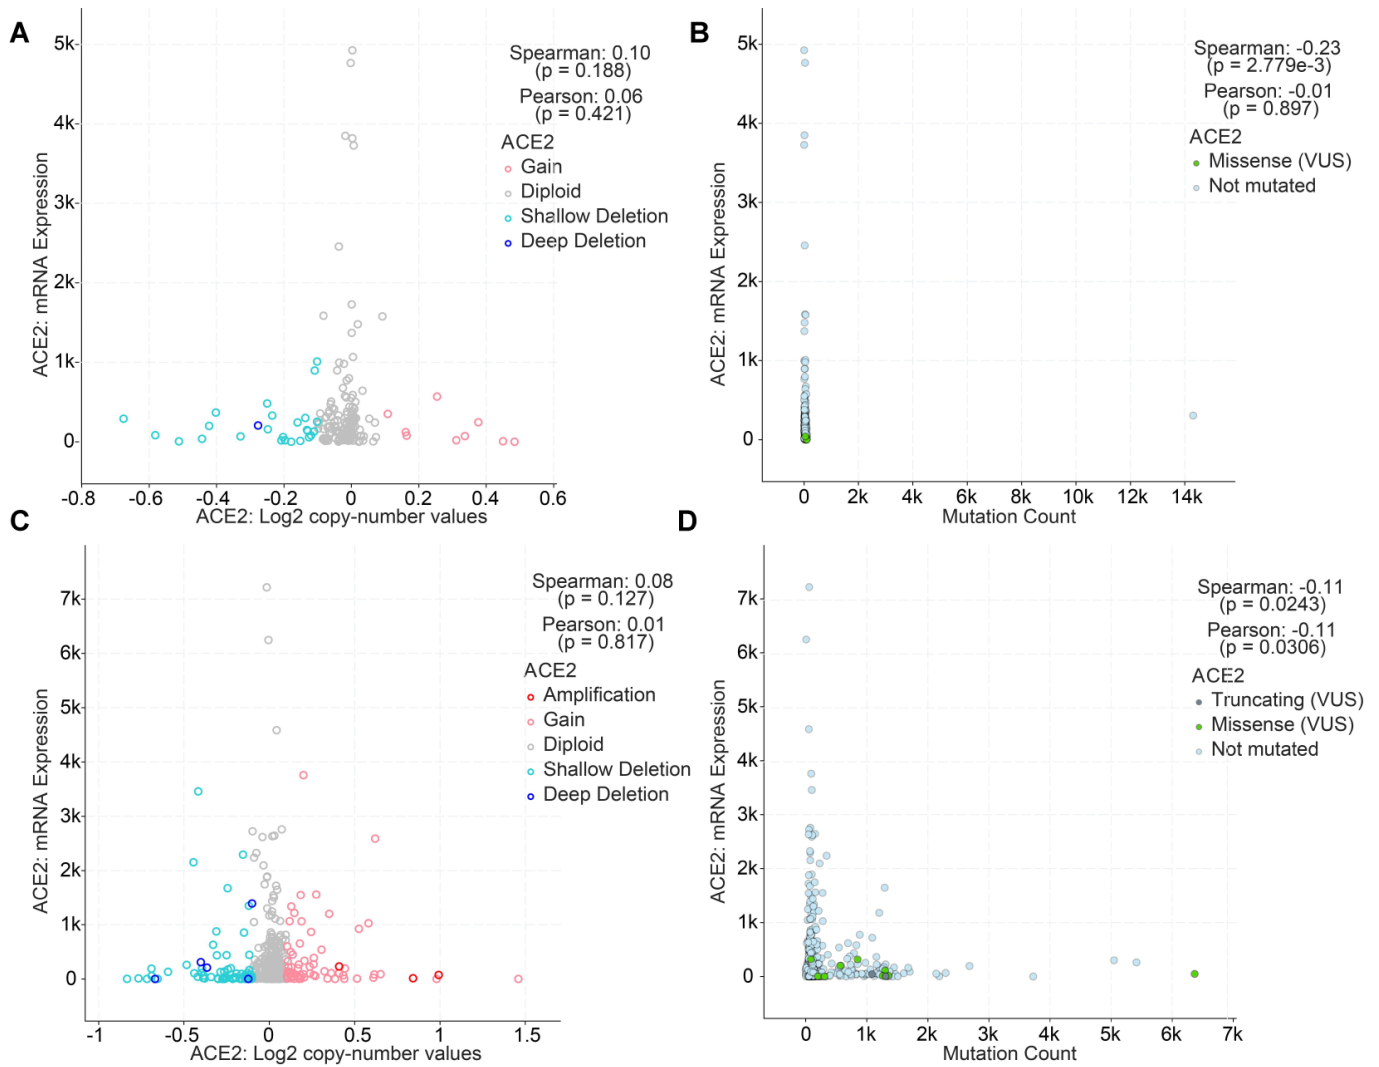 A
5k
4k
3k
2k
1k
0
ACE2: mRNA Expression
Spearman: 0.10
(p = 0.188)
Pearson: 0.06
(p = 0.421)
ACE2
Gain
Diploid
Shallow Deletion
Deep Deletion
-0.8 -0.6 -0.4 -0.2 0 0.2 0.4 0.6
ACE2: Log2 copy-number values
B
5k
4k
3k
2k
1k
0
ACE2: mRNA Expression
Spearman: -0.23
(p = 2.779e-3)
Pearson: -0.01
(p = 0.897)
ACE2
Missense (VUS)
Not mutated
0 2k 4k 6k 8k 10k 12k 14k
Mutation Count
C
7k
6k
5k
4k
3k
2k
1k
0
ACE2: mRNA Expression
Spearman: 0.08
(p = 0.127)
Pearson: 0.01
(p = 0.817)
ACE2
Amplification
Gain
Diploid
Shallow Deletion
Deep Deletion
-1 -0.5 0 0.5 1 1.5
ACE2: Log2 copy-number values
D
7k
6k
5k
4k
3k
2k
1k
0
ACE2: mRNA Expression
Spearman: -0.11
(p = 0.0243)
Pearson: -0.11
(p = 0.0306)
ACE2
Truncating (VUS)
Missense (VUS)
Not mutated
0 1k 2k 3k 4k 5k 6k 7k
Mutation Count